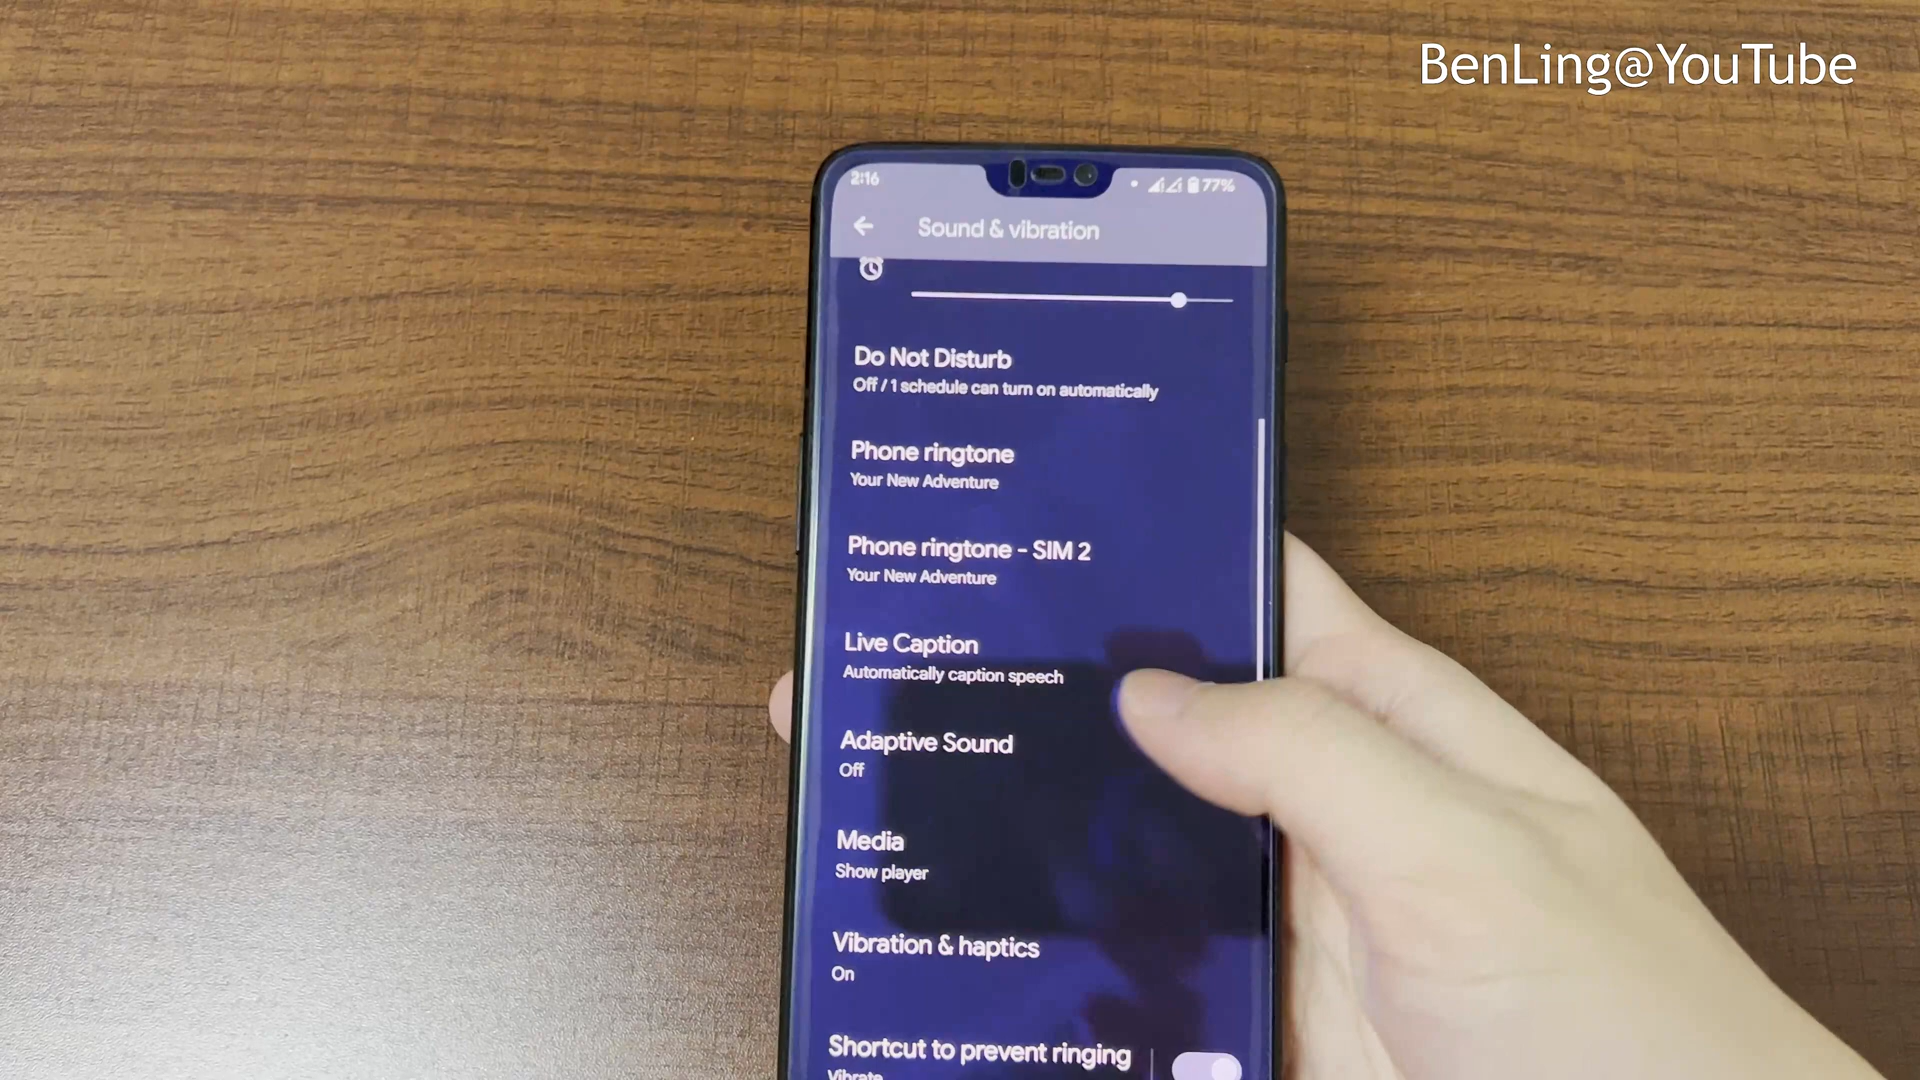 BenLing@YouTube
2:16
77%
Sound & vibration
Do Not Disturb
Off / 1 schedule can turn on automatically
Phone ringtone
Your New Adventure
Phone ringtone – SIM 2
Your New Adventure
Live Caption
Automatically caption speech
Adaptive Sound
Off
Media
Show player
Vibration & haptics
On
Shortcut to prevent ringing
Vibrate